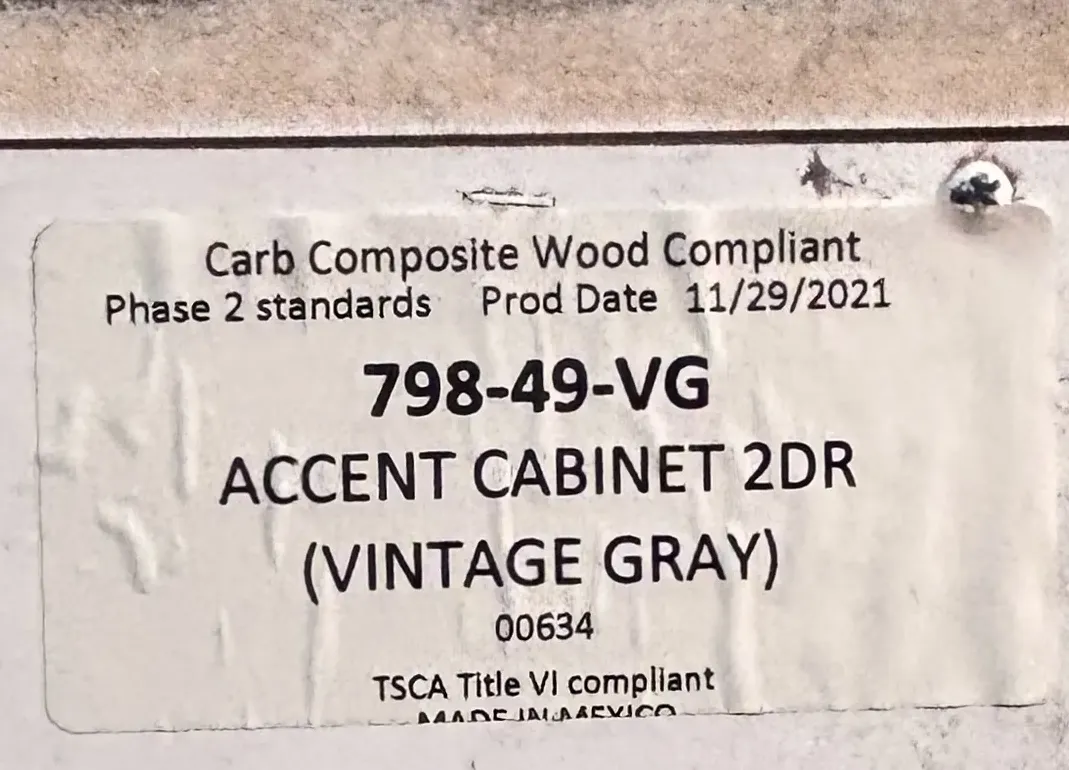 Carb Composite Wood Compliant
Phase 2 standards Prod Date 11/29/2021
798-49-VG
ACCENT CABINET 2DR
(VINTAGE GRAY)
00634
TSCA Title VI compliant
MADE IN MEXICO